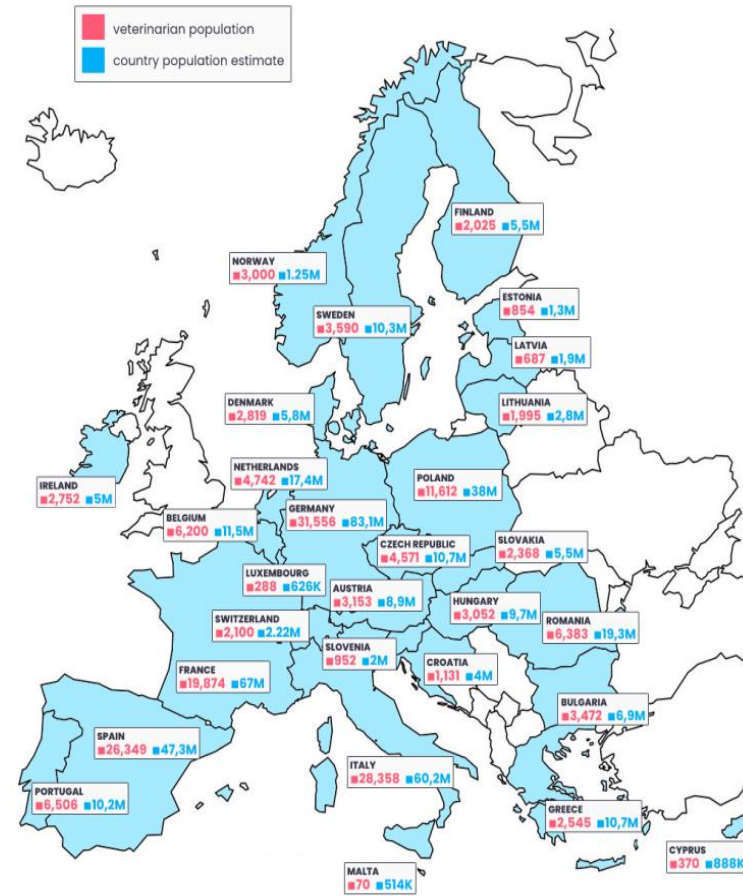 veterinarian population
country population estimate
FINLAND
2,025 5,5M
NORWAY
3,000 1.25M
ESTONIA
854 1,3M
SWEDEN
3,590 10,3M
LATVIA
687 1,9M
DENMARK
2,819 5,8M
LITHUANIA
1,995 2,8M
NETHERLANDS
4,742 17,4M
POLAND
11,612 38M
IRELAND
2,752 5M
GERMANY
31,556 83,1M
BELGIUM
6,200 11,5M
SLOVAKIA
2,368 5,5M
CZECH REPUBLIC
4,571 10,7M
LUXEMBOURG
288 626K
AUSTRIA
3,153 8,9M
HUNGARY
3,052 9,7M
SWITZERLAND
2,100 2.22M
ROMANIA
6,383 19,3M
SLOVENIA
952 2M
CROATIA
1,131 4M
FRANCE
19,874 67M
BULGARIA
3,472 6,9M
SPAIN
26,349 47,3M
ITALY
28,358 60,2M
PORTUGAL
6,506 10,2M
GREECE
2,545 10,7M
CYPRUS
370 888K
MALTA
70 514K